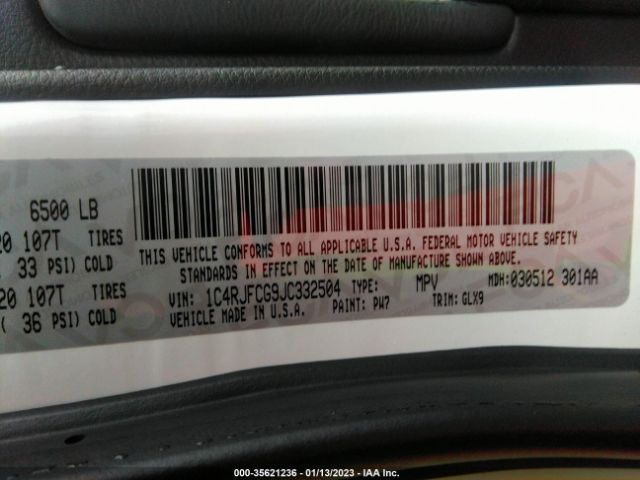 6500 LB
20 107T TIRES
33 PSI) COLD
20 107T TIRES
( 36 PSI) COLD
THIS VEHICLE CONFORMS TO ALL APPLICABLE U.S.A. FEDERAL MOTOR VEHICLE SAFETY
STANDARDS IN EFFECT ON THE DATE OF MANUFACTURE SHOWN ABOVE.
VIN: 1C4RJFCG9JC332504 TYPE: MPV MDH: 030512 301AA
VEHICLE MADE IN U.S.A. PAINT: PW7 TRIM: GLX9
000-35621236 - 01/13/2023 - IAA Inc.